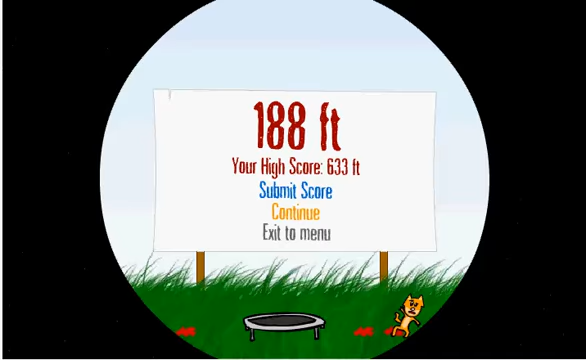 188 ft
Your High Score: 633 ft
Submit Score
Continue
Exit to menu